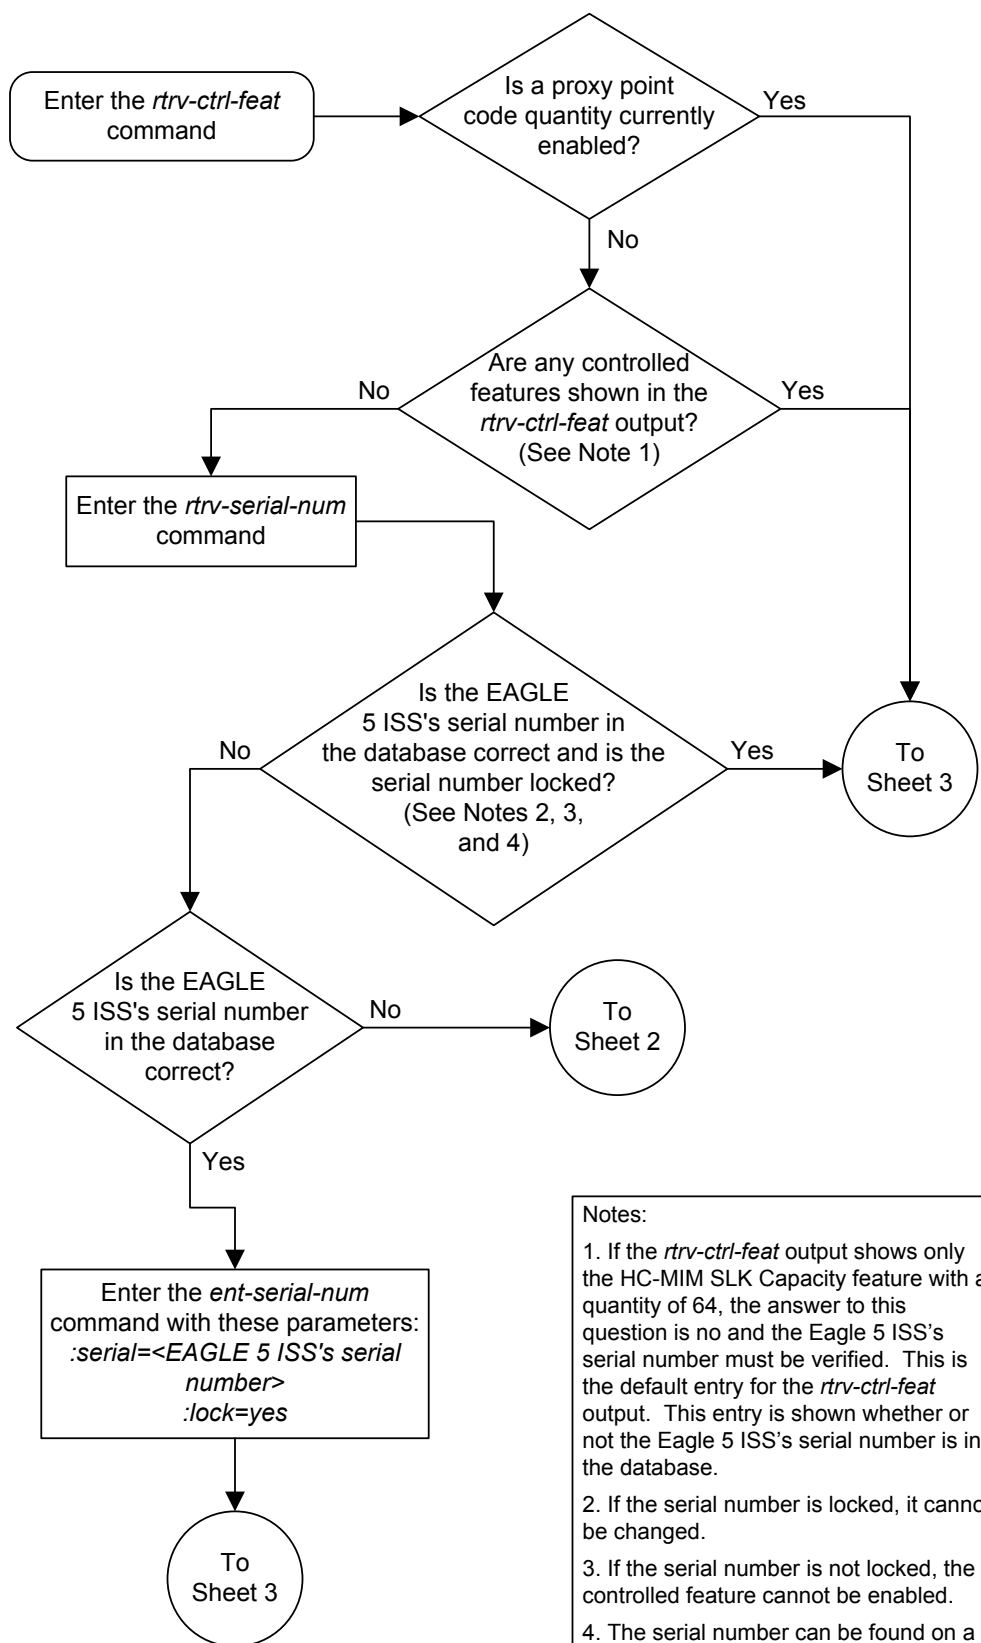 Enter the rtrv-ctrl-feat
command
Is a proxy point
code quantity currently
enabled?
Yes
No
Are any controlled
features shown in the
rtrv-ctrl-feat output?
(See Note 1)
No
Yes
Enter the rtrv-serial-num
command
Is the EAGLE
5 ISS's serial number in
the database correct and is the
serial number locked?
(See Notes 2, 3,
and 4)
No
Yes
To
Sheet 3
Is the EAGLE
5 ISS's serial number
in the database
correct?
No
To
Sheet 2
Yes
Enter the ent-serial-num
command with these parameters:
:serial=<EAGLE 5 ISS's serial
number>
:lock=yes
To
Sheet 3
Notes:
1. If the rtrv-ctrl-feat output shows only
the HC-MIM SLK Capacity feature with a
quantity of 64, the answer to this
question is no and the Eagle 5 ISS’s
serial number must be verified. This is
the default entry for the rtrv-ctrl-feat
output. This entry is shown whether or
not the Eagle 5 ISS’s serial number is in
the database.
2. If the serial number is locked, it
be changed.
3. If the serial number is not locked, the
controlled feature cannot be enabled.
4. The serial number can be found on a